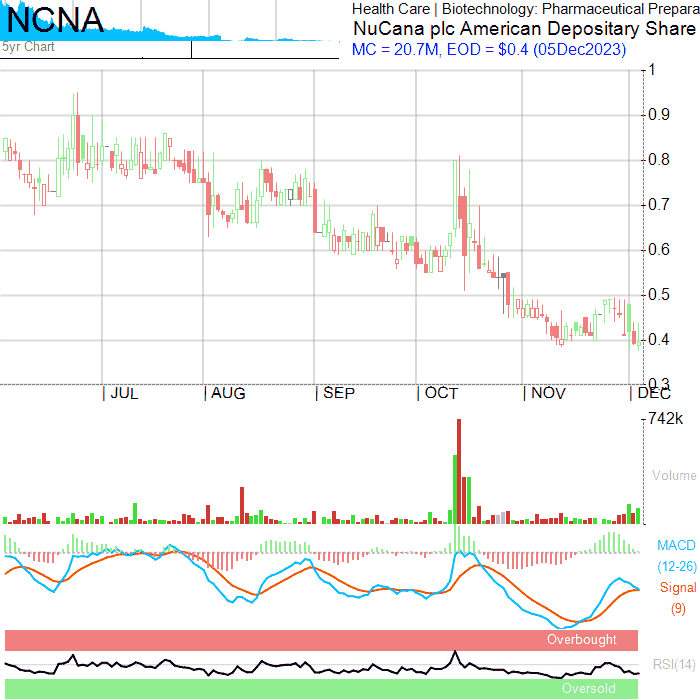 NCNA
5yr Chart
Health Care | Biotechnology: Pharmaceutical Prepara
NuCana plc American Depositary Share
MC = 20.7M, EOD = $0.4 (05Dec2023)
1
0.9
0.8
0.7
0.6
0.5
0.4
0.3
| JUL | AUG | SEP | OCT | NOV | DEC
742k
Volume
MACD
(12-26)
Signal
(9)
Overbought
RSI(14)
Oversold